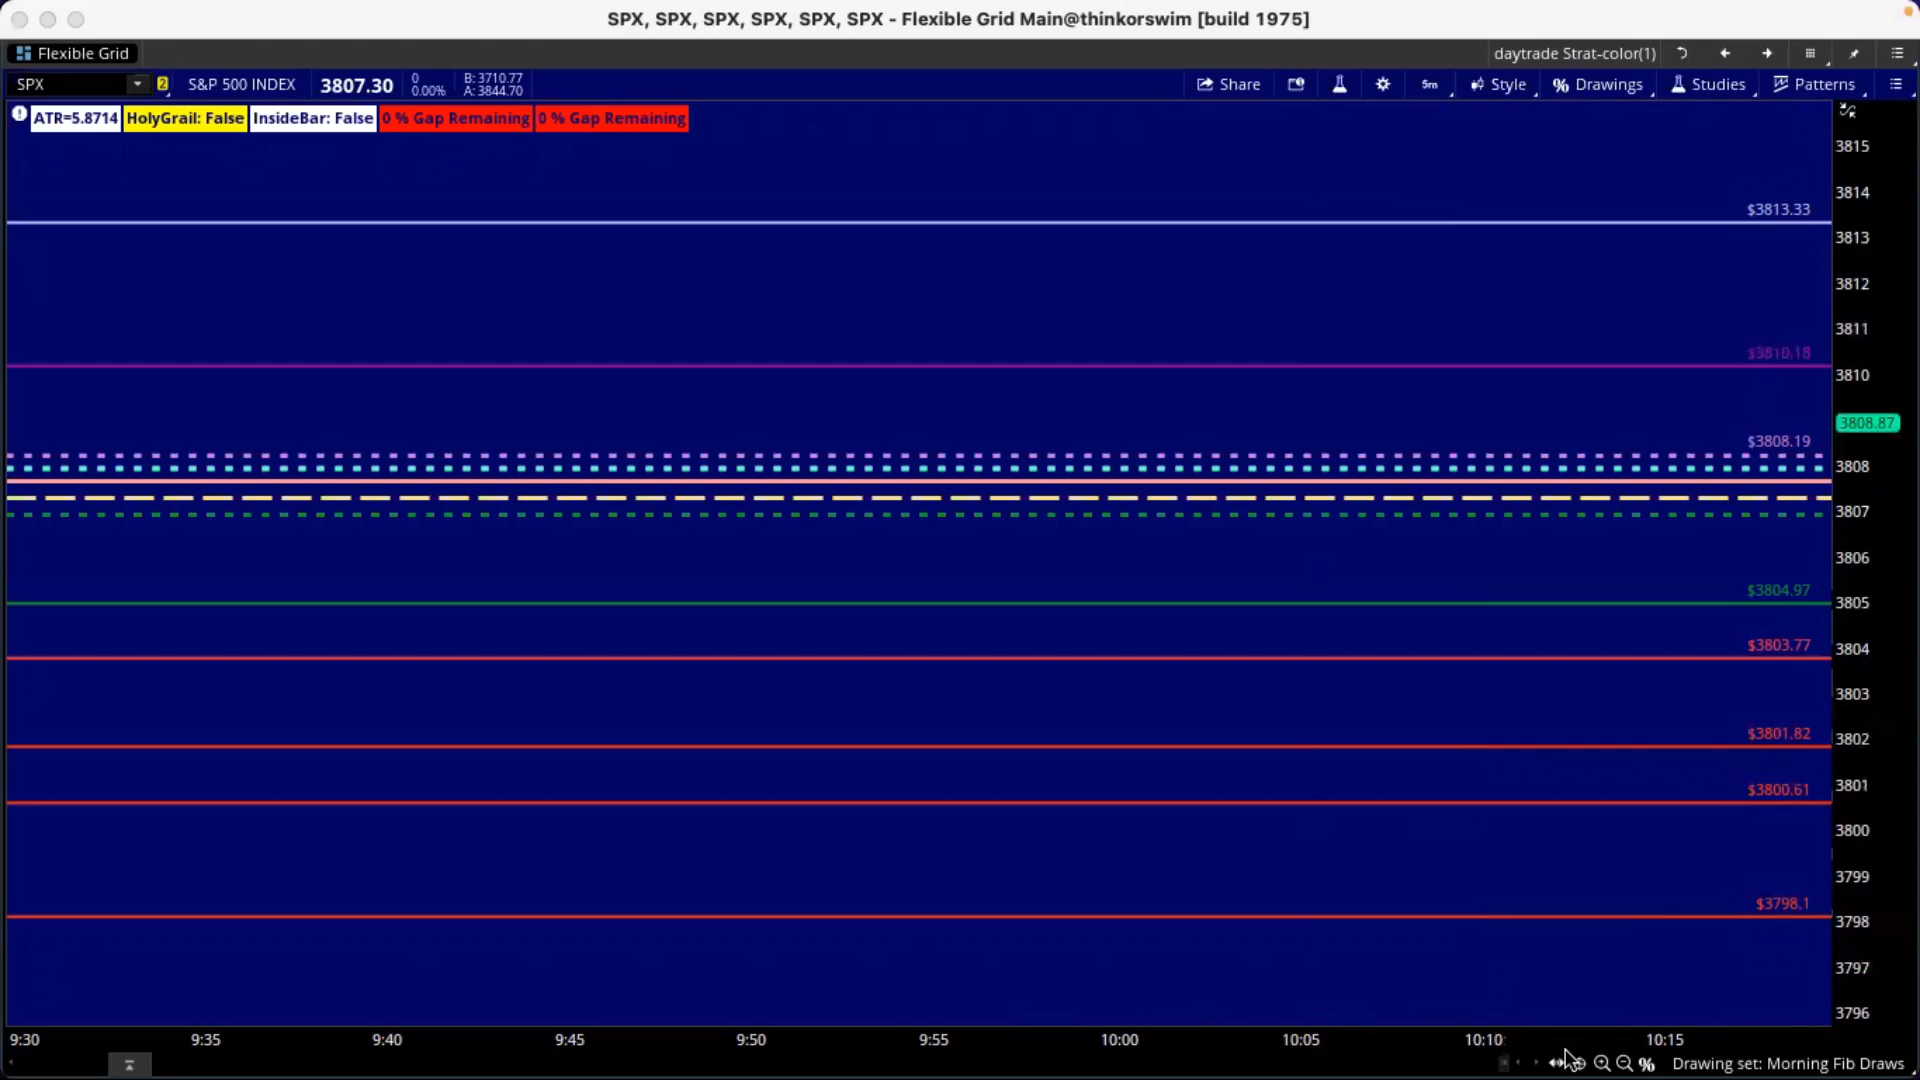 SPX, SPX, SPX, SPX, SPX, SPX - Flexible Grid Main@thinkorswim [build 1975]
Flexible Grid
daytrade Strat-color(1)
SPX
2
S&P 500 INDEX
3807.30
0
0.00%
B: 3710.77
A: 3844.70
Share
5m
Style
% Drawings
Studies
Patterns
ATR=5.8714
HolyGrail: False
InsideBar: False
0 % Gap Remaining
0 % Gap Remaining
3815
3814
$3813.33
3813
3812
3811
$3810.18
3810
3808.87
$3808.19
3808
3807
3806
$3804.97
3805
$3803.77
3804
3803
$3801.82
3802
$3800.61
3801
3800
3799
$3798.1
3798
3797
3796
9:30
9:35
9:40
9:45
9:50
9:55
10:00
10:05
10:10
10:15
%
Drawing set: Morning Fib Draws